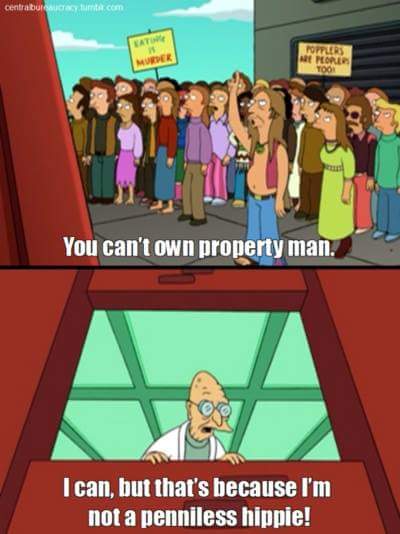 centralbureaucracy.tumblr.com
EATING
IS
MURDER
POPPLERS
ARE PEOPLERS
TOO!
You can't own property man.
I can, but that's because I'm
not a penniless hippie!